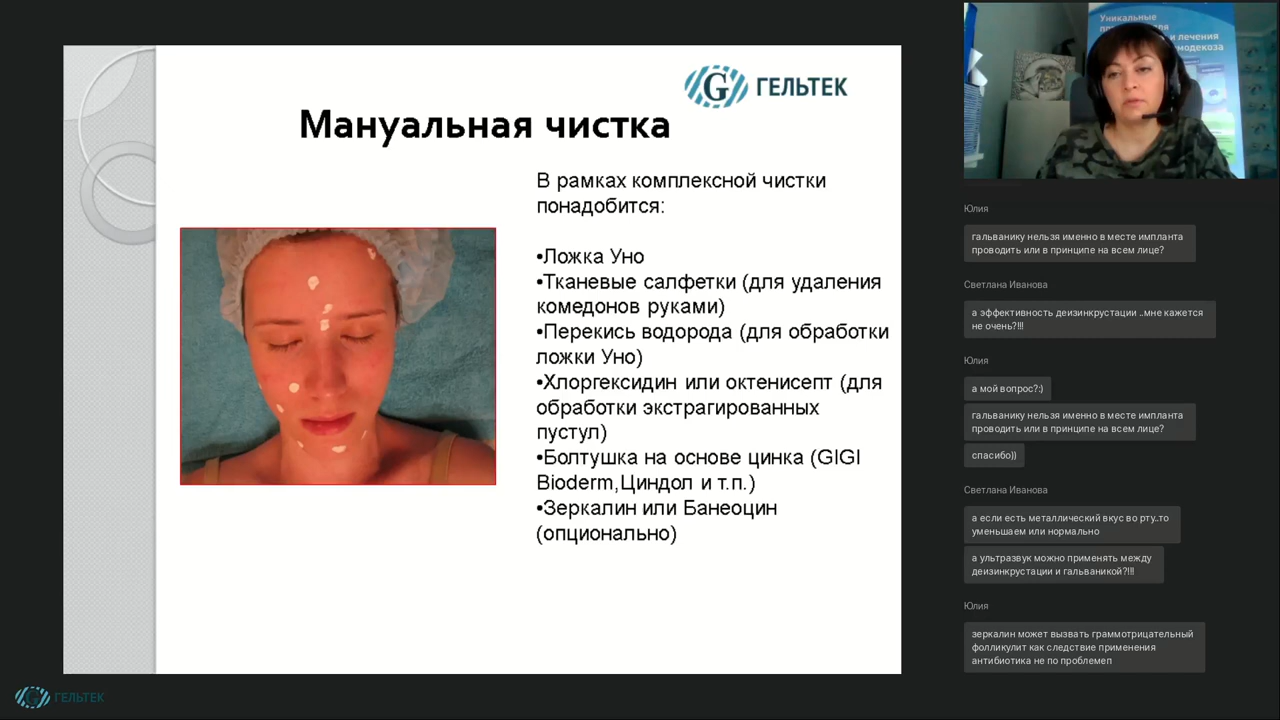 ГЕЛЬТЕК
Мануальная чистка
В рамках комплексной чистки
понадобится:
•Ложка Уно
•Тканевые салфетки (для удаления
комедонов руками)
•Перекись водорода (для обработки
ложки Уно)
•Хлоргексидин или октенисепт (для
обработки экстрагированных
пустул)
•Болтушка на основе цинка (GIGI
Bioderm,Циндол и т.п.)
•Зеркалин или Банеоцин
(опционально)
ГЕЛЬТЕК
Уникальные
и лечения
модекоза
Юлия
гальванику нельзя именно в месте импланта
проводить или в принципе на всем лице?
Светлана Иванова
а эффективность деизинкрустации ..мне кажется
не очень?!!!
Юлия
а мой вопрос?:)
гальванику нельзя именно в месте импланта
проводить или в принципе на всем лице?
спасибо))
Светлана Иванова
а если есть металлический вкус во рту..то
уменьшаем или нормально
а ультразвук можно применять между
деизинкрустации и гальваникой?!!!
Юлия
зеркалин может вызвать граммотрицательный
фолликулит как следствие применения
антибиотика не по проблемеп